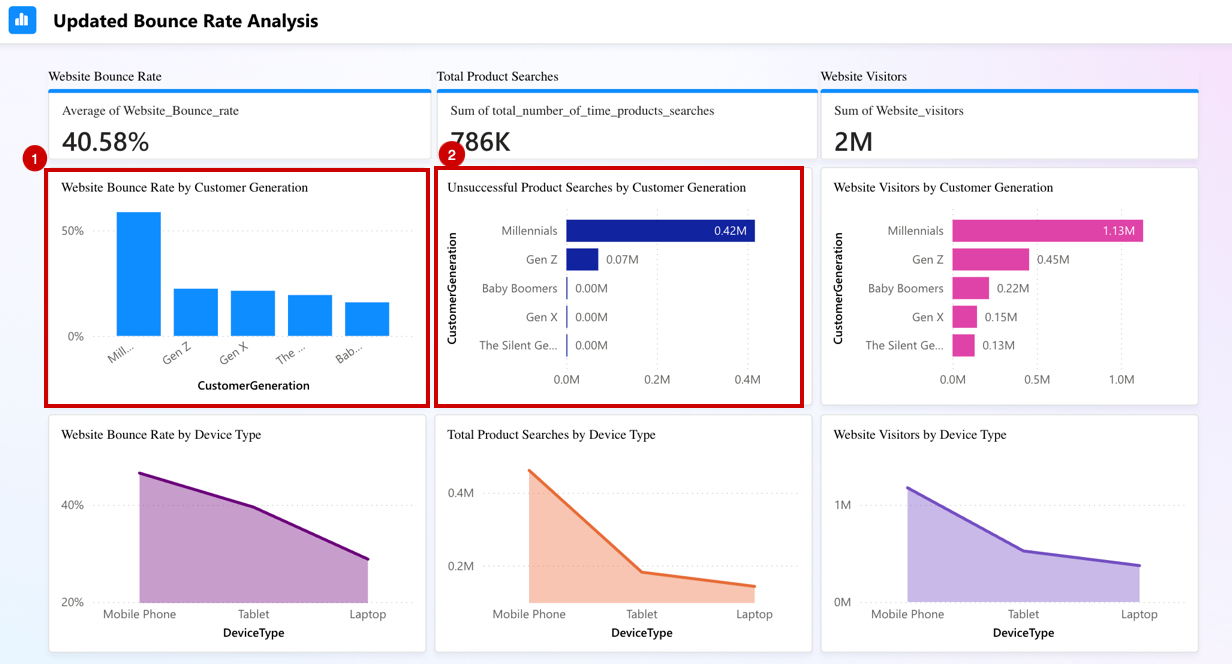 Updated Bounce Rate Analysis
Website Bounce Rate
Average of Website_Bounce_rate
40.58%
Total Product Searches
Sum of total_number_of_time_products_searches
786K
Website Visitors
Sum of Website_visitors
2M
1
Website Bounce Rate by Customer Generation
50%
0%
Mill...
Gen Z
Gen X
The ...
Bab...
CustomerGeneration
2
Unsuccessful Product Searches by Customer Generation
CustomerGeneration
Millennials 0.42M
Gen Z 0.07M
Baby Boomers 0.00M
Gen X 0.00M
The Silent Ge... 0.00M
0.0M 0.2M 0.4M
Website Visitors by Customer Generation
CustomerGeneration
Millennials 1.13M
Gen Z 0.45M
Baby Boomers 0.22M
Gen X 0.15M
The Silent Ge... 0.13M
0.0M 0.5M 1.0M
Website Bounce Rate by Device Type
40%
20%
Mobile Phone Tablet Laptop
DeviceType
Total Product Searches by Device Type
0.4M
0.2M
Mobile Phone Tablet Laptop
DeviceType
Website Visitors by Device Type
1M
0M
Mobile Phone Tablet Laptop
DeviceType